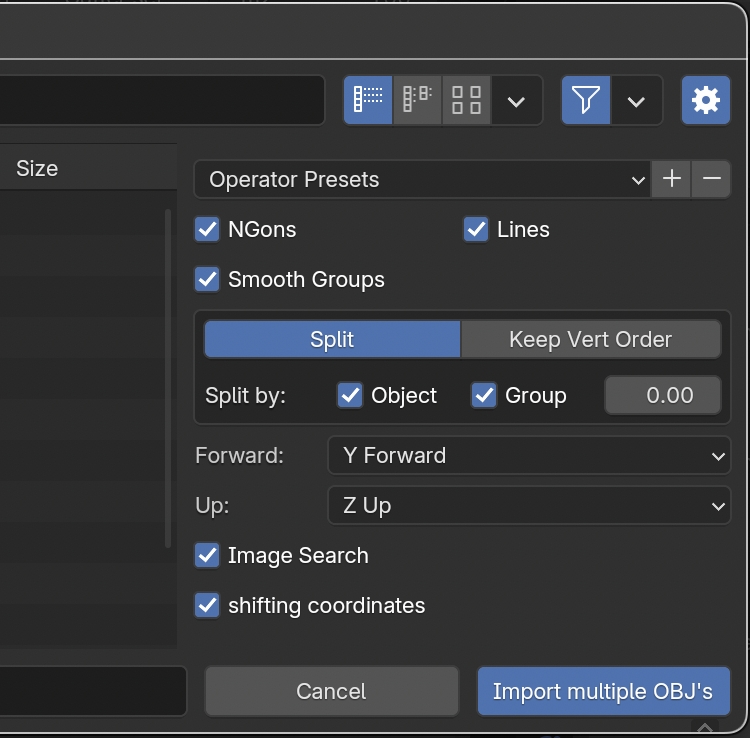 Size
Operator Presets
NGons Lines
Smooth Groups
Split Keep Vert Order
Split by: Object Group 0.00
Forward: Y Forward
Up: Z Up
Image Search
shifting coordinates
Cancel Import multiple OBJ's